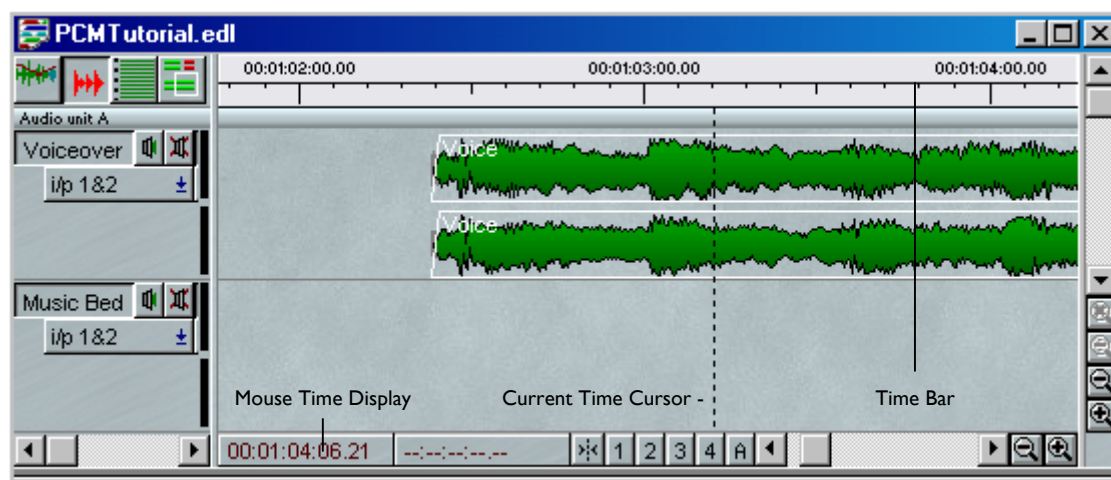 PCMTutorial.edl
00:01:02:00.00 00:01:03:00.00 00:01:04:00.00
Audio unit A
Voiceover
Voice
i/p 1&2
Voice
Music Bed
i/p 1&2
Mouse Time Display Current Time Cursor - Time Bar
00:01:04:06.21 --:--:--:--.-- 1 2 3 4 A